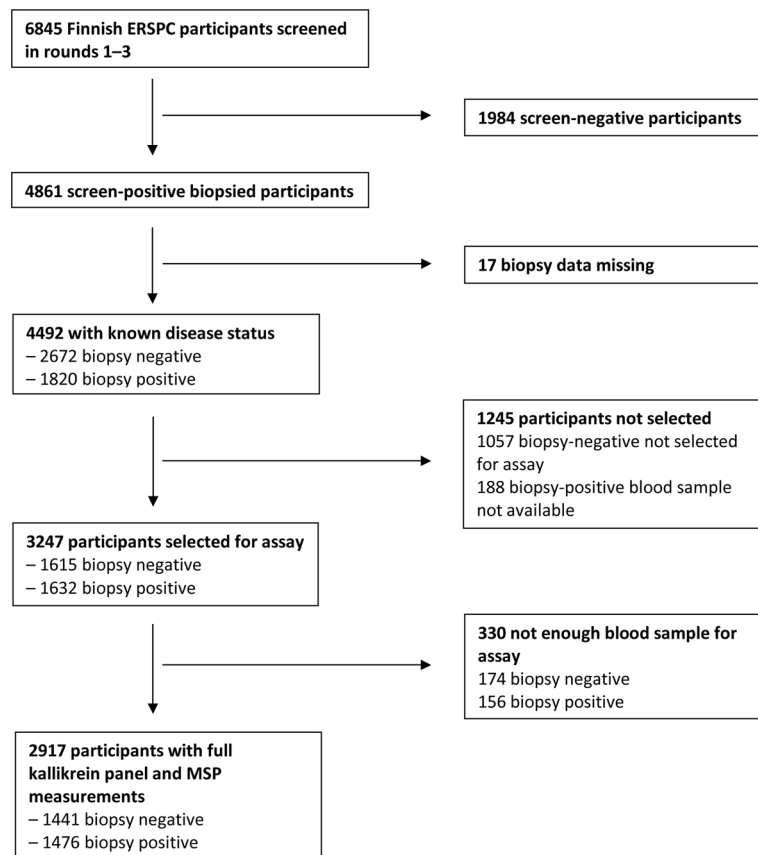 6845 Finnish ERSPC participants screened
in rounds 1–3
1984 screen-negative participants
4861 screen-positive biopsied participants
17 biopsy data missing
4492 with known disease status
– 2672 biopsy negative
– 1820 biopsy positive
1245 participants not selected
1057 biopsy-negative not selected
for assay
188 biopsy-positive blood sample
not available
3247 participants selected for assay
– 1615 biopsy negative
– 1632 biopsy positive
330 not enough blood sample for
assay
174 biopsy negative
156 biopsy positive
2917 participants with full
kallikrein panel and MSP
measurements
– 1441 biopsy negative
– 1476 biopsy positive